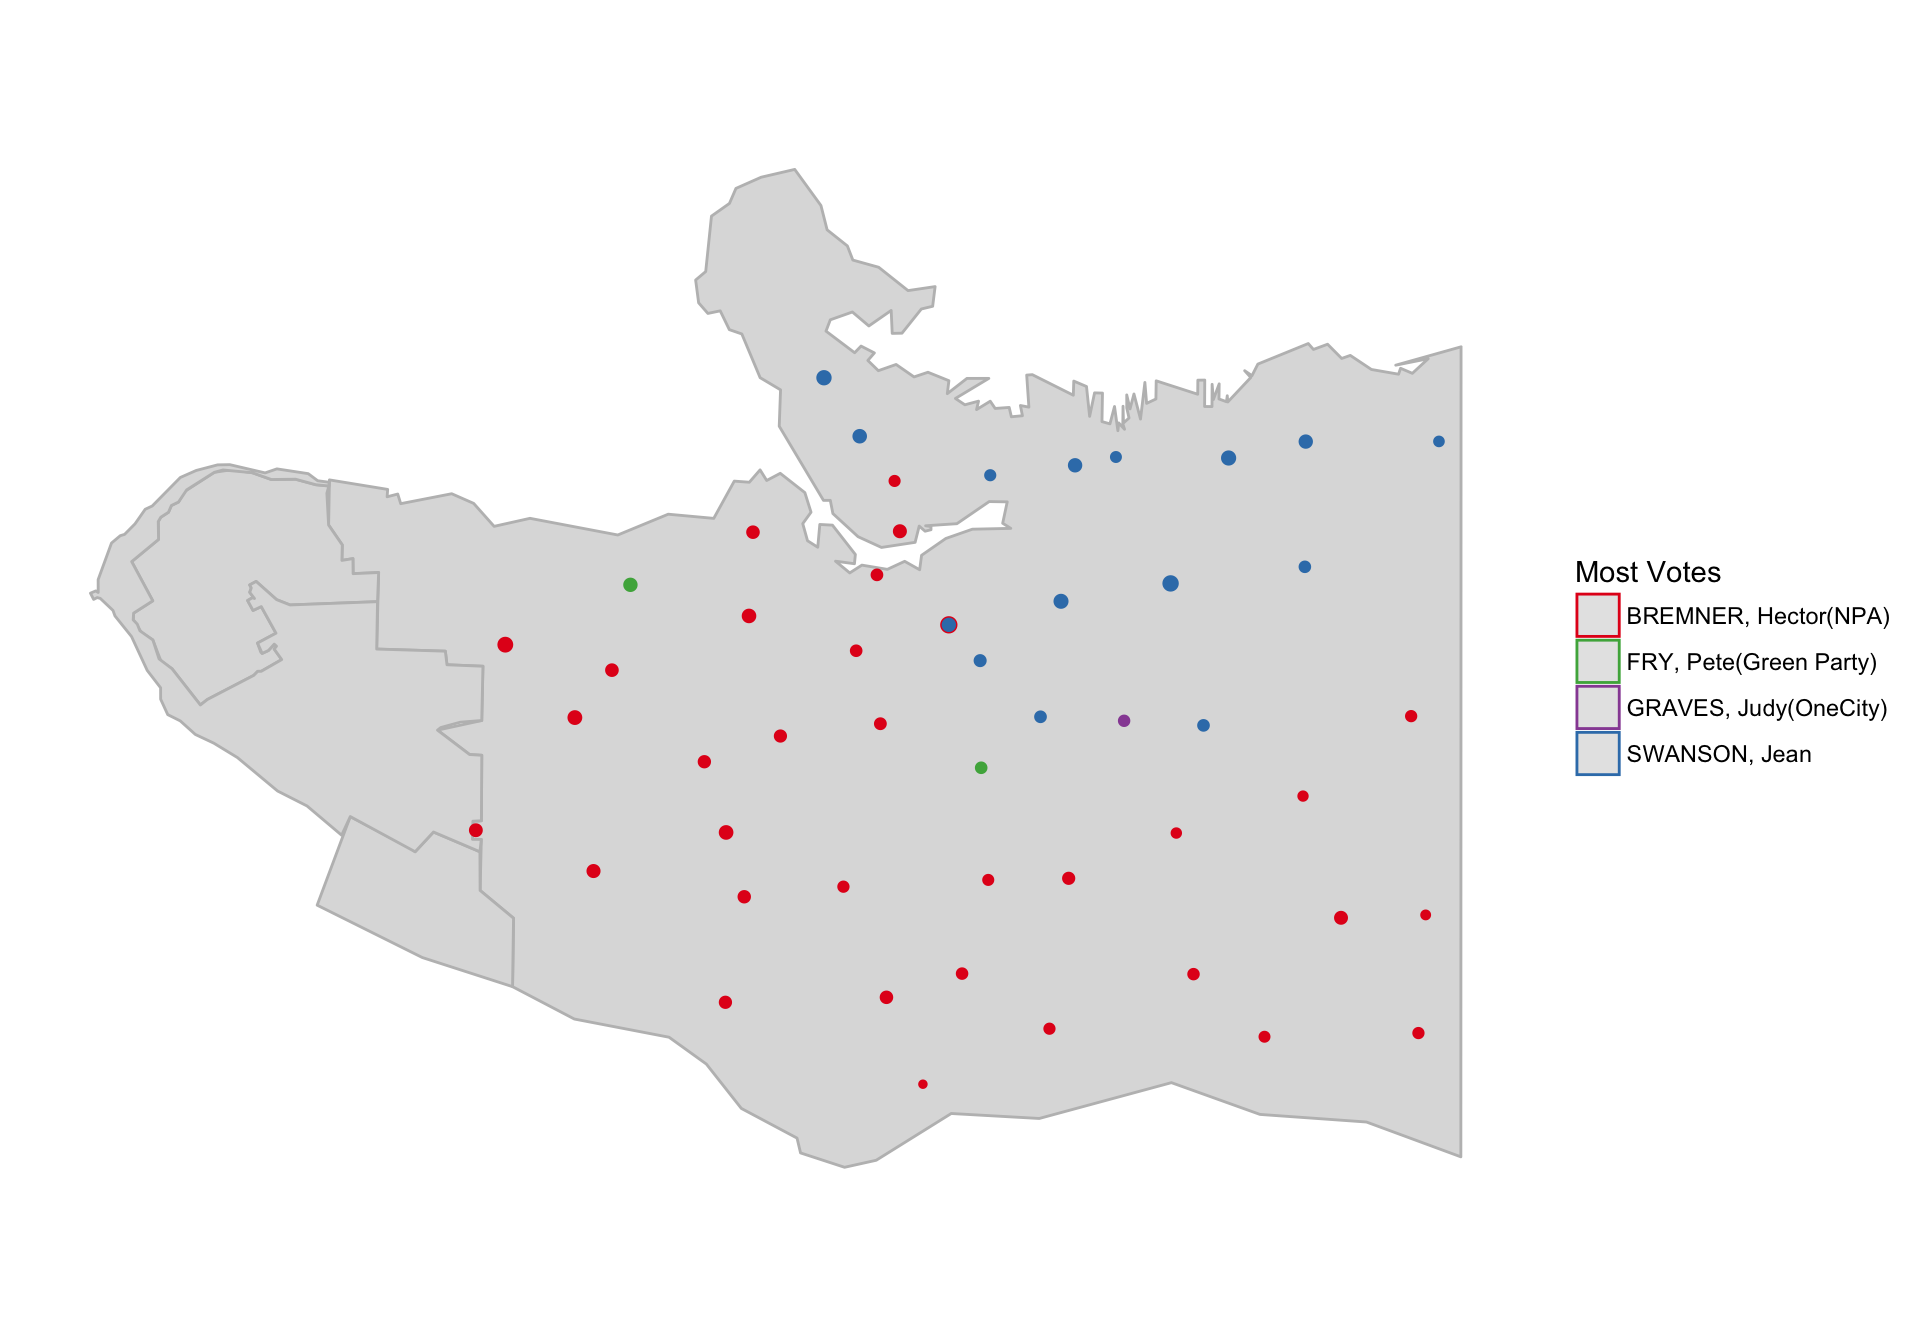 Most Votes
BREMNER, Hector(NPA)
FRY, Pete(Green Party)
GRAVES, Judy(OneCity)
SWANSON, Jean